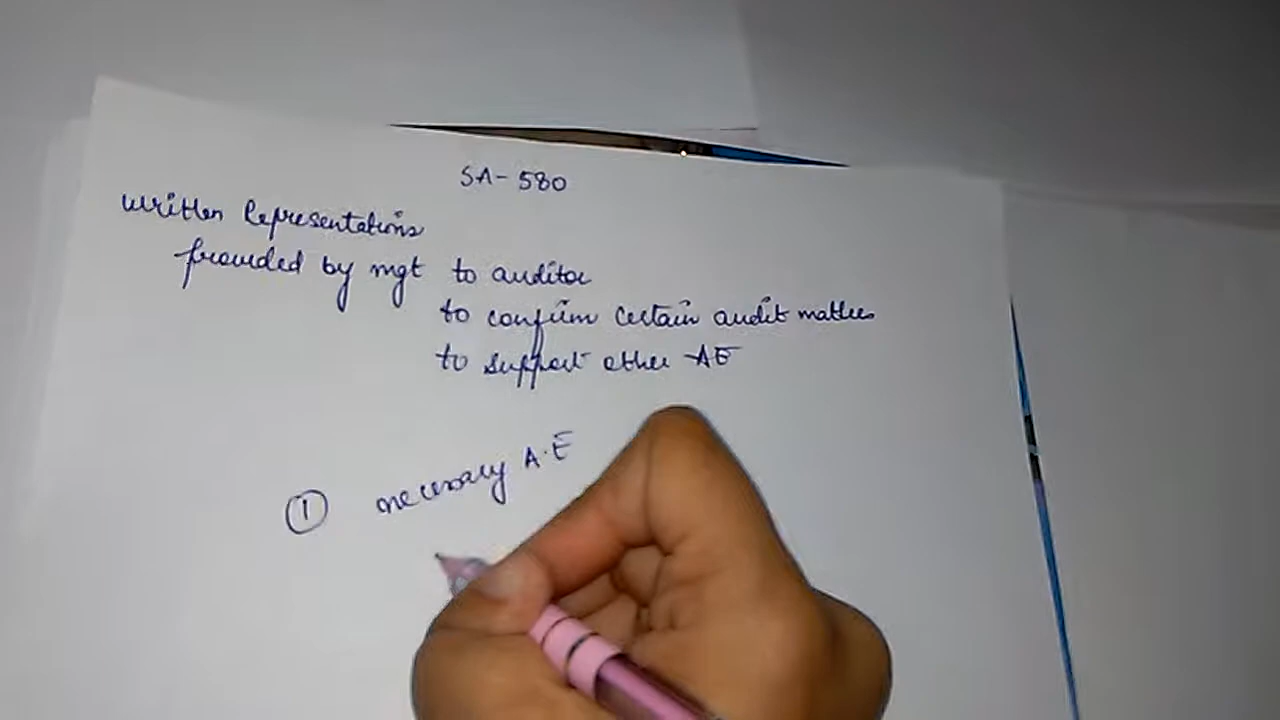 SA- 580
Written Representations
provided by mgt to auditor
to confirm certain audit matters
to support other AE
① necessary A.E